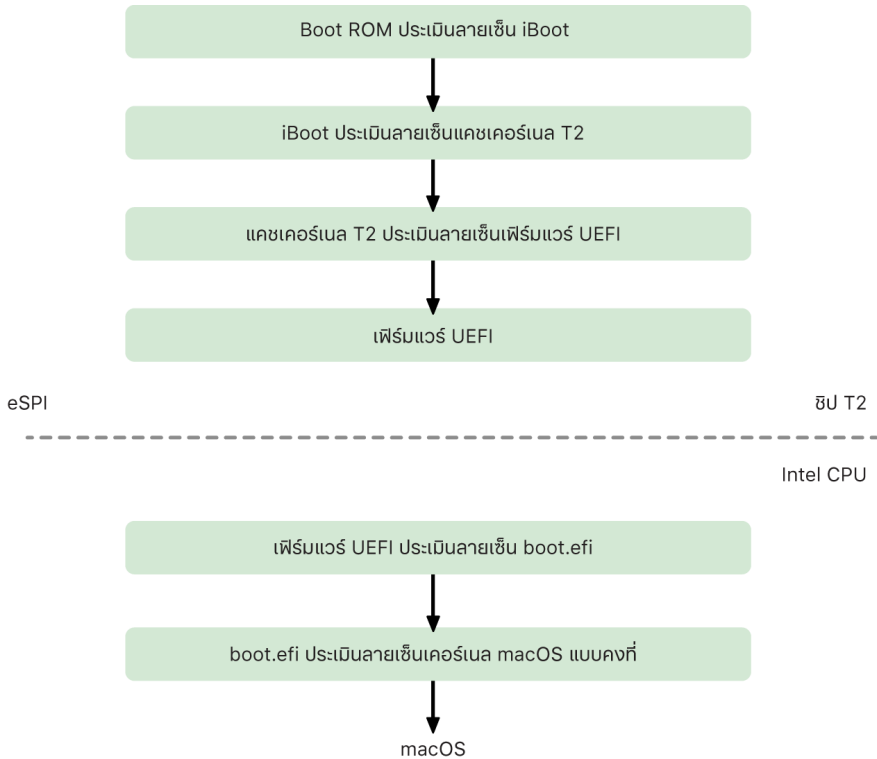 Boot ROM ประเมินลายเซ็น iBoot
iBoot ประเมินลายเซ็นแคชเคอร์เนล T2
แคชเคอร์เนล T2 ประเมินลายเซ็นเฟิร์มแวร์ UEFI
เฟิร์มแวร์ UEFI
eSPI
ชิป T2
Intel CPU
เฟิร์มแวร์ UEFI ประเมินลายเซ็น boot.efi
boot.efi ประเมินลายเซ็นเคอร์เนล macOS แบบคงที่
macOS